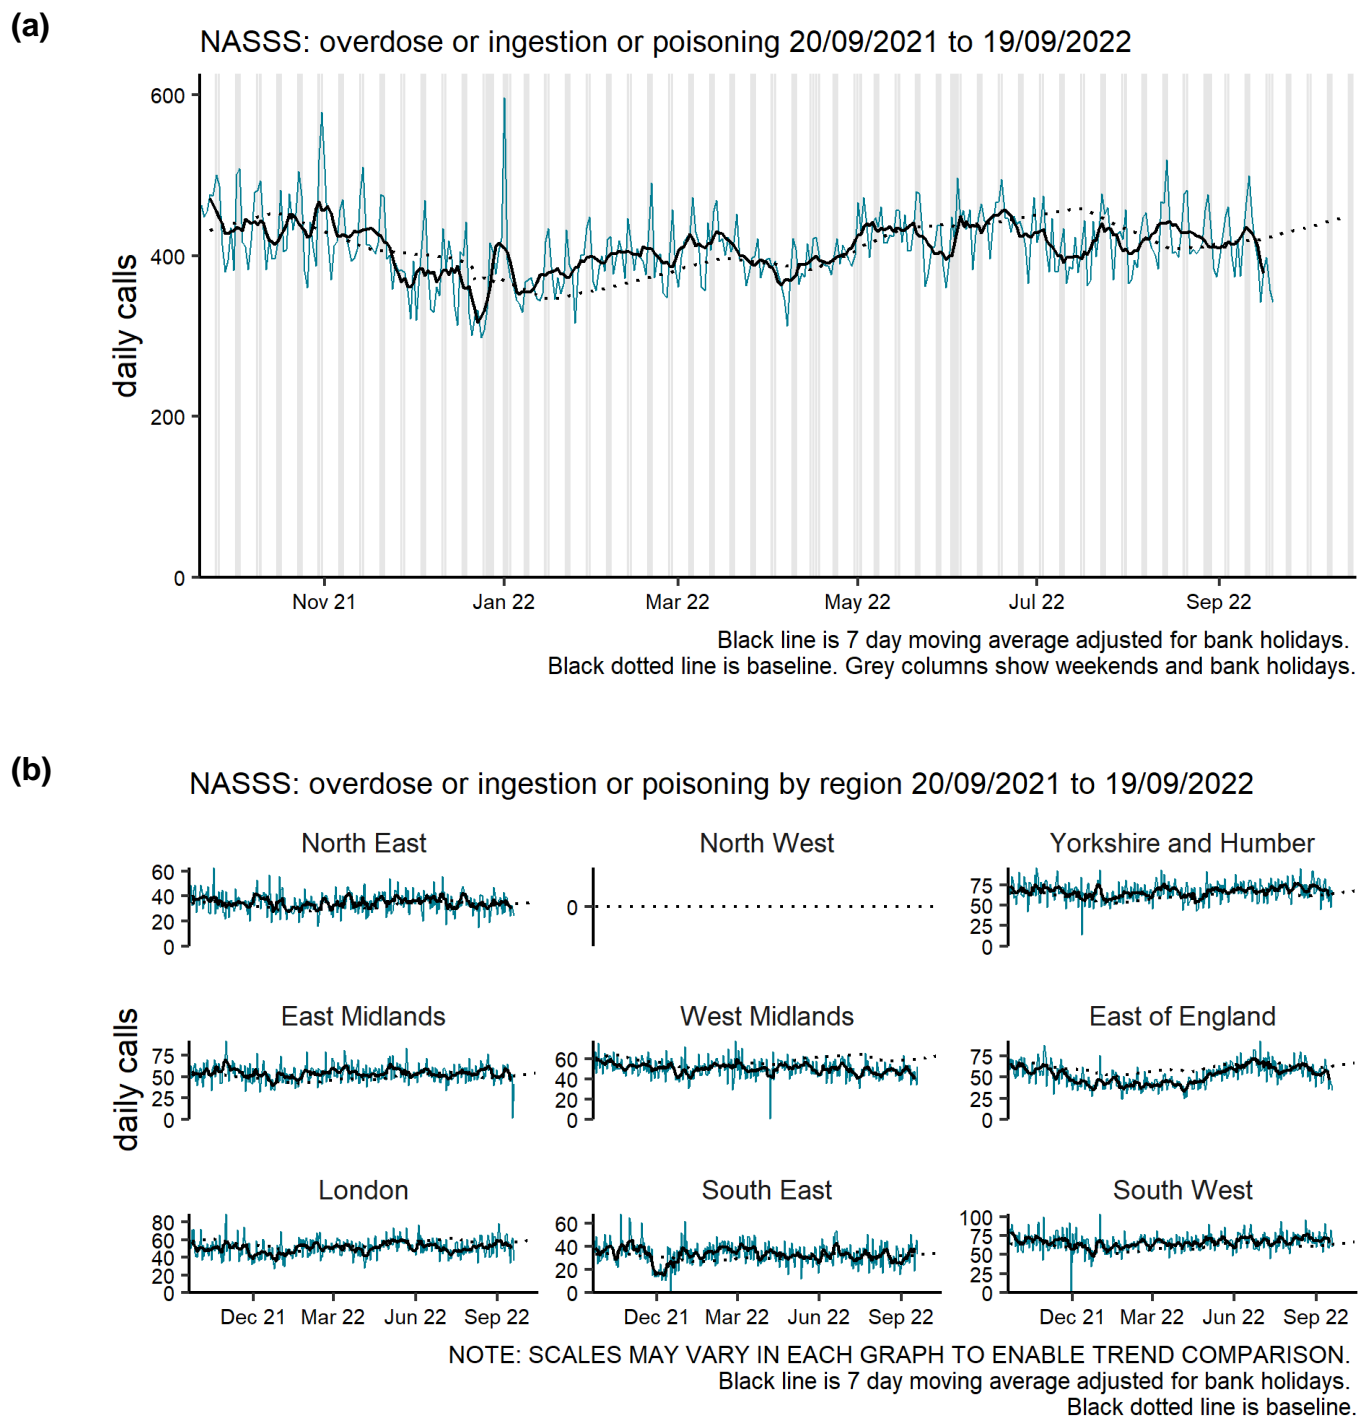 (a)
NASSS: overdose or ingestion or poisoning 20/09/2021 to 19/09/2022
daily calls
600
400
200
0
Nov 21 Jan 22 Mar 22 May 22 Jul 22 Sep 22
Black line is 7 day moving average adjusted for bank holidays.
Black dotted line is baseline. Grey columns show weekends and bank holidays.
(b)
NASSS: overdose or ingestion or poisoning by region 20/09/2021 to 19/09/2022
daily calls
North East
60
40
20
0
North West
0
Yorkshire and Humber
75
50
25
0
East Midlands
75
50
25
0
West Midlands
60
40
20
0
East of England
75
50
25
0
London
80
60
40
20
0
Dec 21 Mar 22 Jun 22 Sep 22
South East
60
40
20
0
Dec 21 Mar 22 Jun 22 Sep 22
South West
100
75
50
25
0
Dec 21 Mar 22 Jun 22 Sep 22
NOTE: SCALES MAY VARY IN EACH GRAPH TO ENABLE TREND COMPARISON.
Black line is 7 day moving average adjusted for bank holidays.
Black dotted line is baseline.